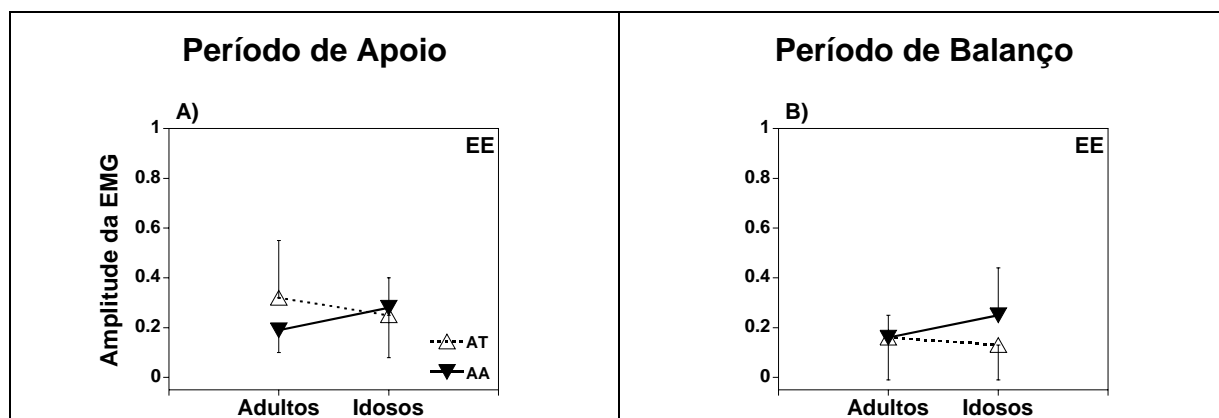 Período de Apoio
A)
EE
Amplitude da EMG
1
0.8
0.6
0.4
0.2
0
AT
AA
Adultos Idosos
Período de Balanço
B)
EE
1
0.8
0.6
0.4
0.2
0
Adultos Idosos